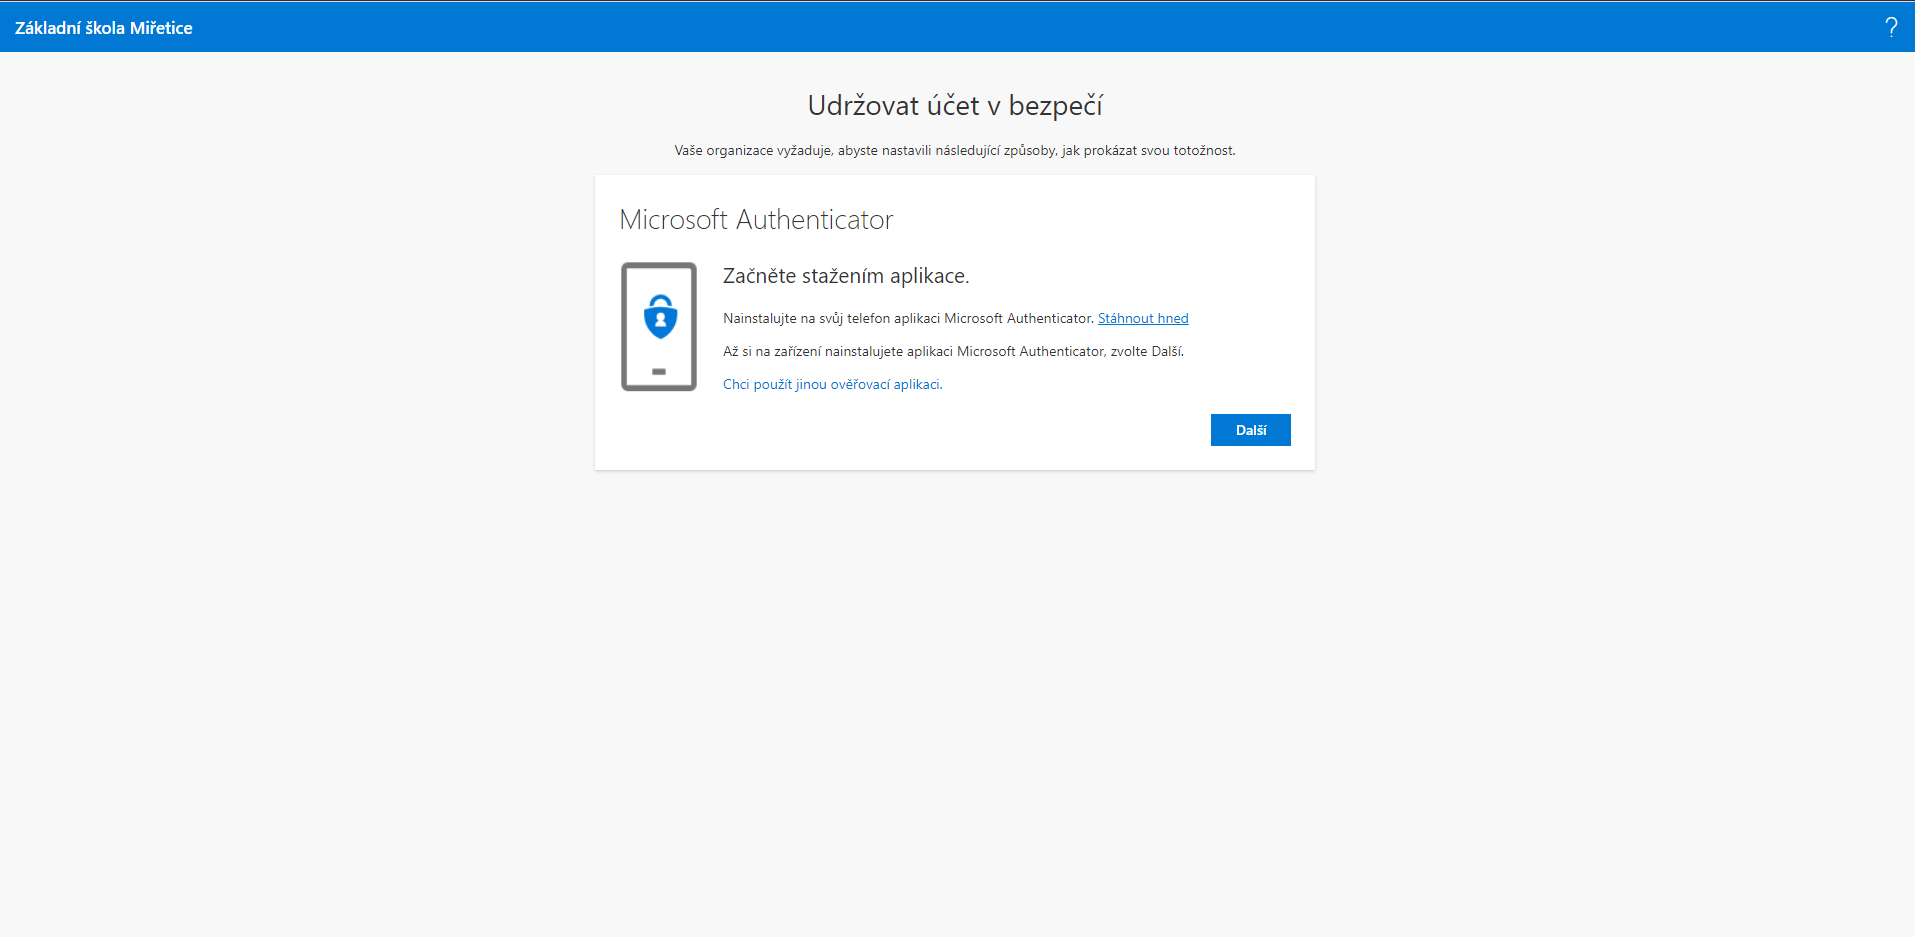 Základní škola Miřetice
?
Udržovat účet v bezpečí
Vaše organizace vyžaduje, abyste nastavili následující způsoby, jak prokázat svou totožnost.
Microsoft Authenticator
Začněte stažením aplikace.
Nainstalujte na svůj telefon aplikaci Microsoft Authenticator. Stáhnout hned
Až si na zařízení nainstalujete aplikaci Microsoft Authenticator, zvolte Další.
Chci použít jinou ověřovací aplikaci.
Další